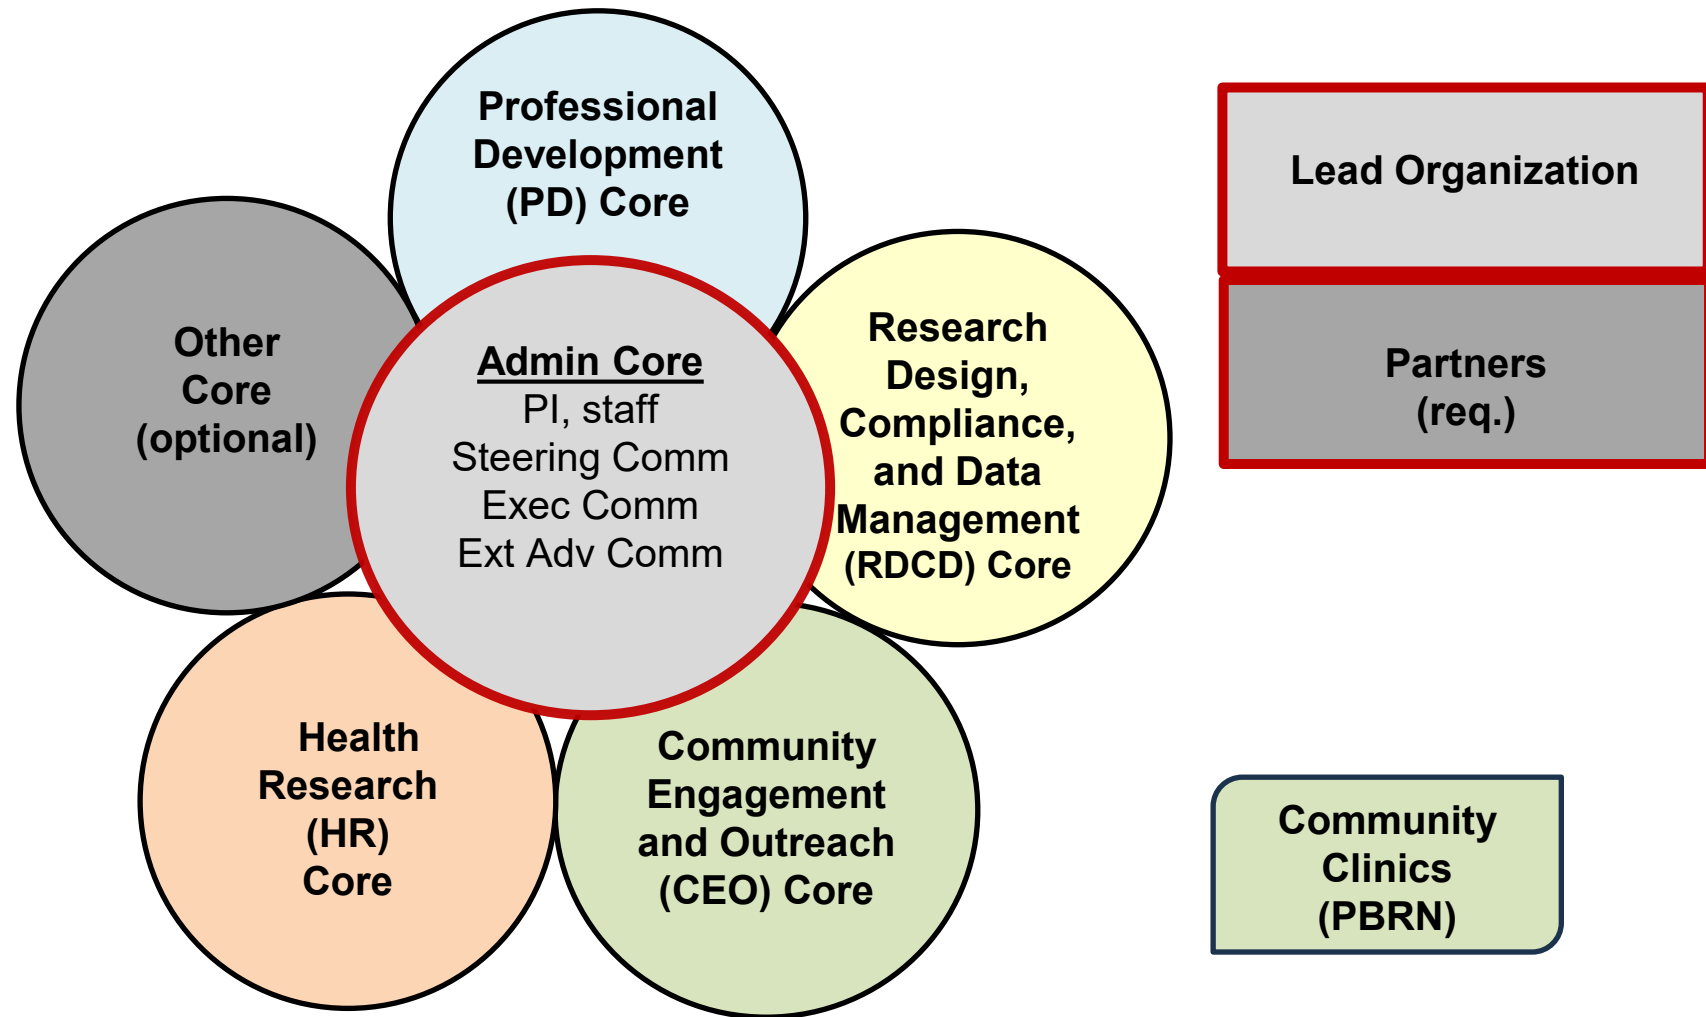 Professional
Development
(PD) Core
Lead Organization
Other
Core
(optional)
Admin Core
PI, staff
Steering Comm
Exec Comm
Ext Adv Comm
Research
Design,
Compliance,
and Data
Management
(RDCD) Core
Partners
(req.)
Health
Research
(HR)
Core
Community
Engagement
and Outreach
(CEO) Core
Community
Clinics
(PBRN)